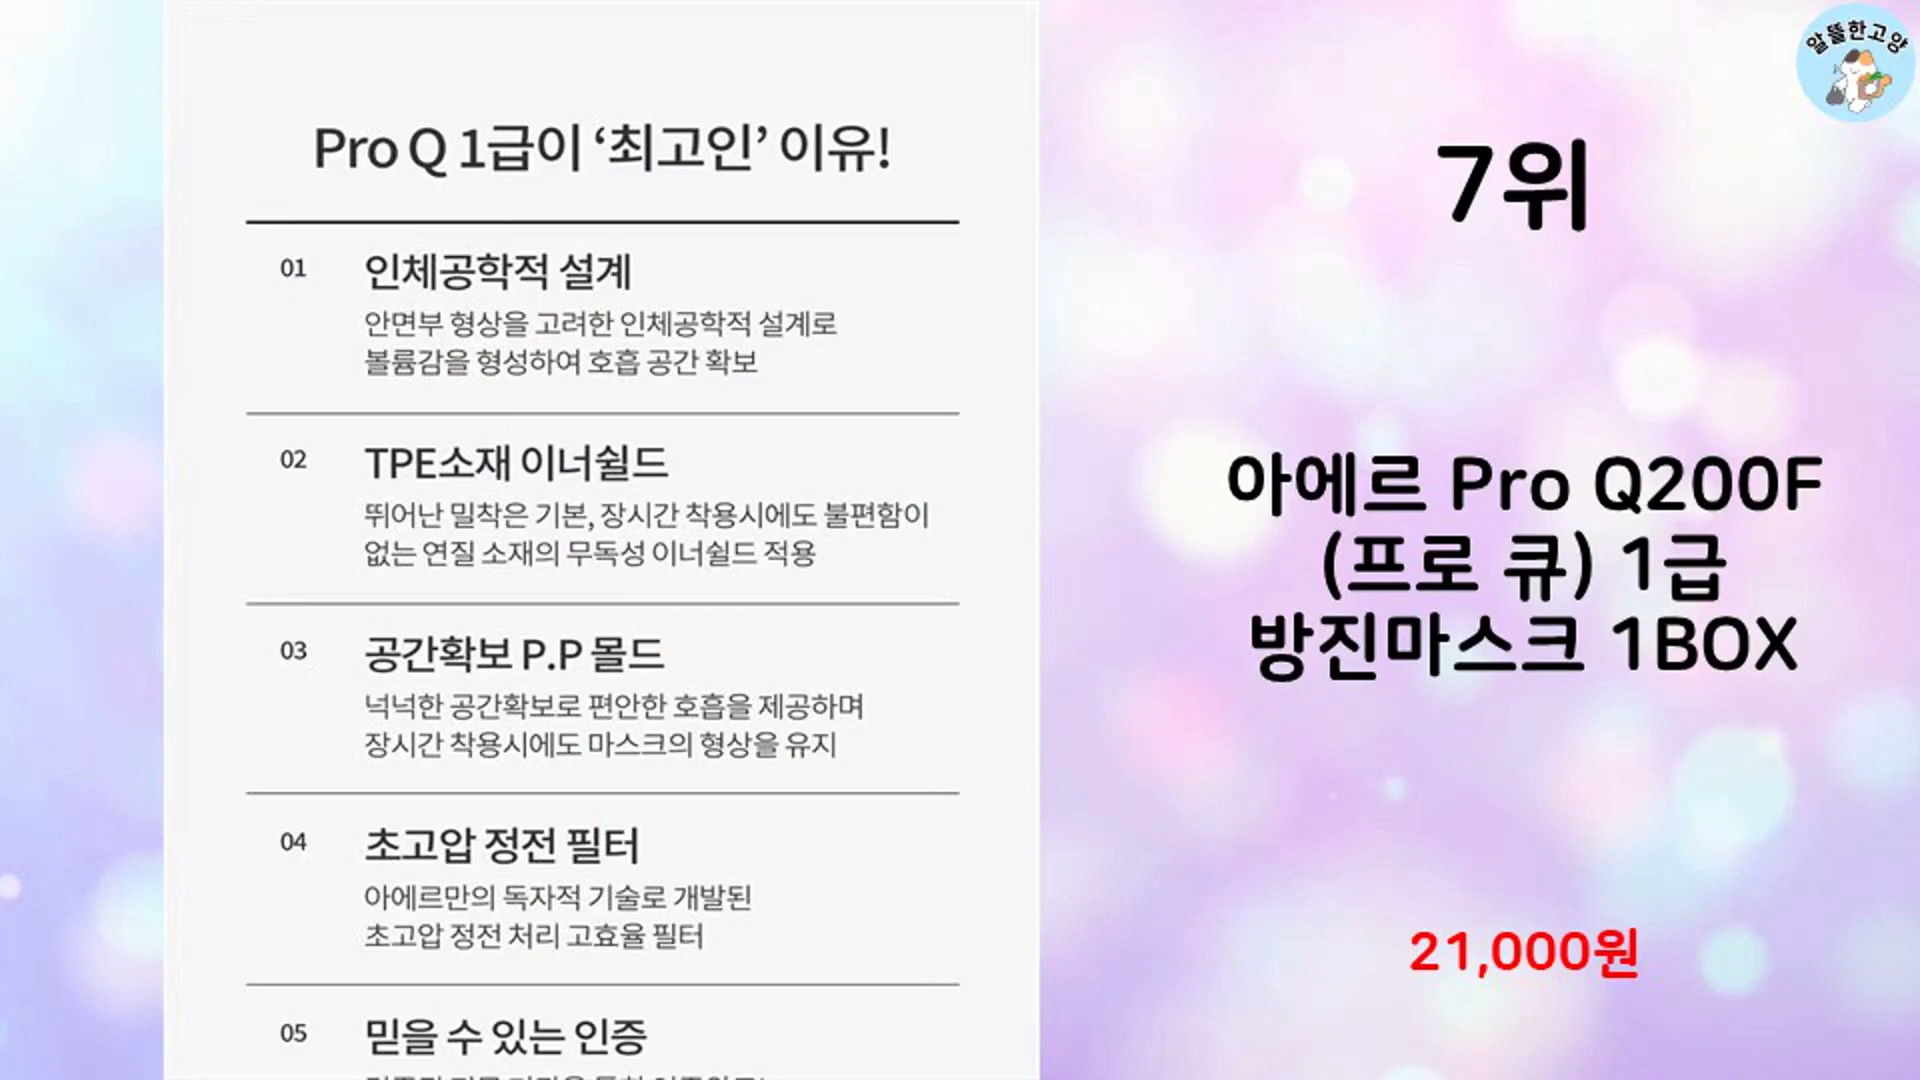 Pro Q 1급이 ‘최고인’ 이유!
01
인체공학적 설계
안면부 형상을 고려한 인체공학적 설계로
볼륨감을 형성하여 호흡 공간 확보
02
TPE소재 이너쉴드
뛰어난 밀착은 기본, 장시간 착용시에도 불편함이
없는 연질 소재의 무독성 이너쉴드 적용
03
공간확보 P.P 몰드
넉넉한 공간확보로 편안한 호흡을 제공하며
장시간 착용시에도 마스크의 형상을 유지
04
초고압 정전 필터
아에르만의 독자적 기술로 개발된
초고압 정전 처리 고효율 필터
05
믿을 수 있는 인증
알뜰한고양
7위
아에르 Pro Q200F
(프로 큐) 1급
방진마스크 1BOX
21,000원